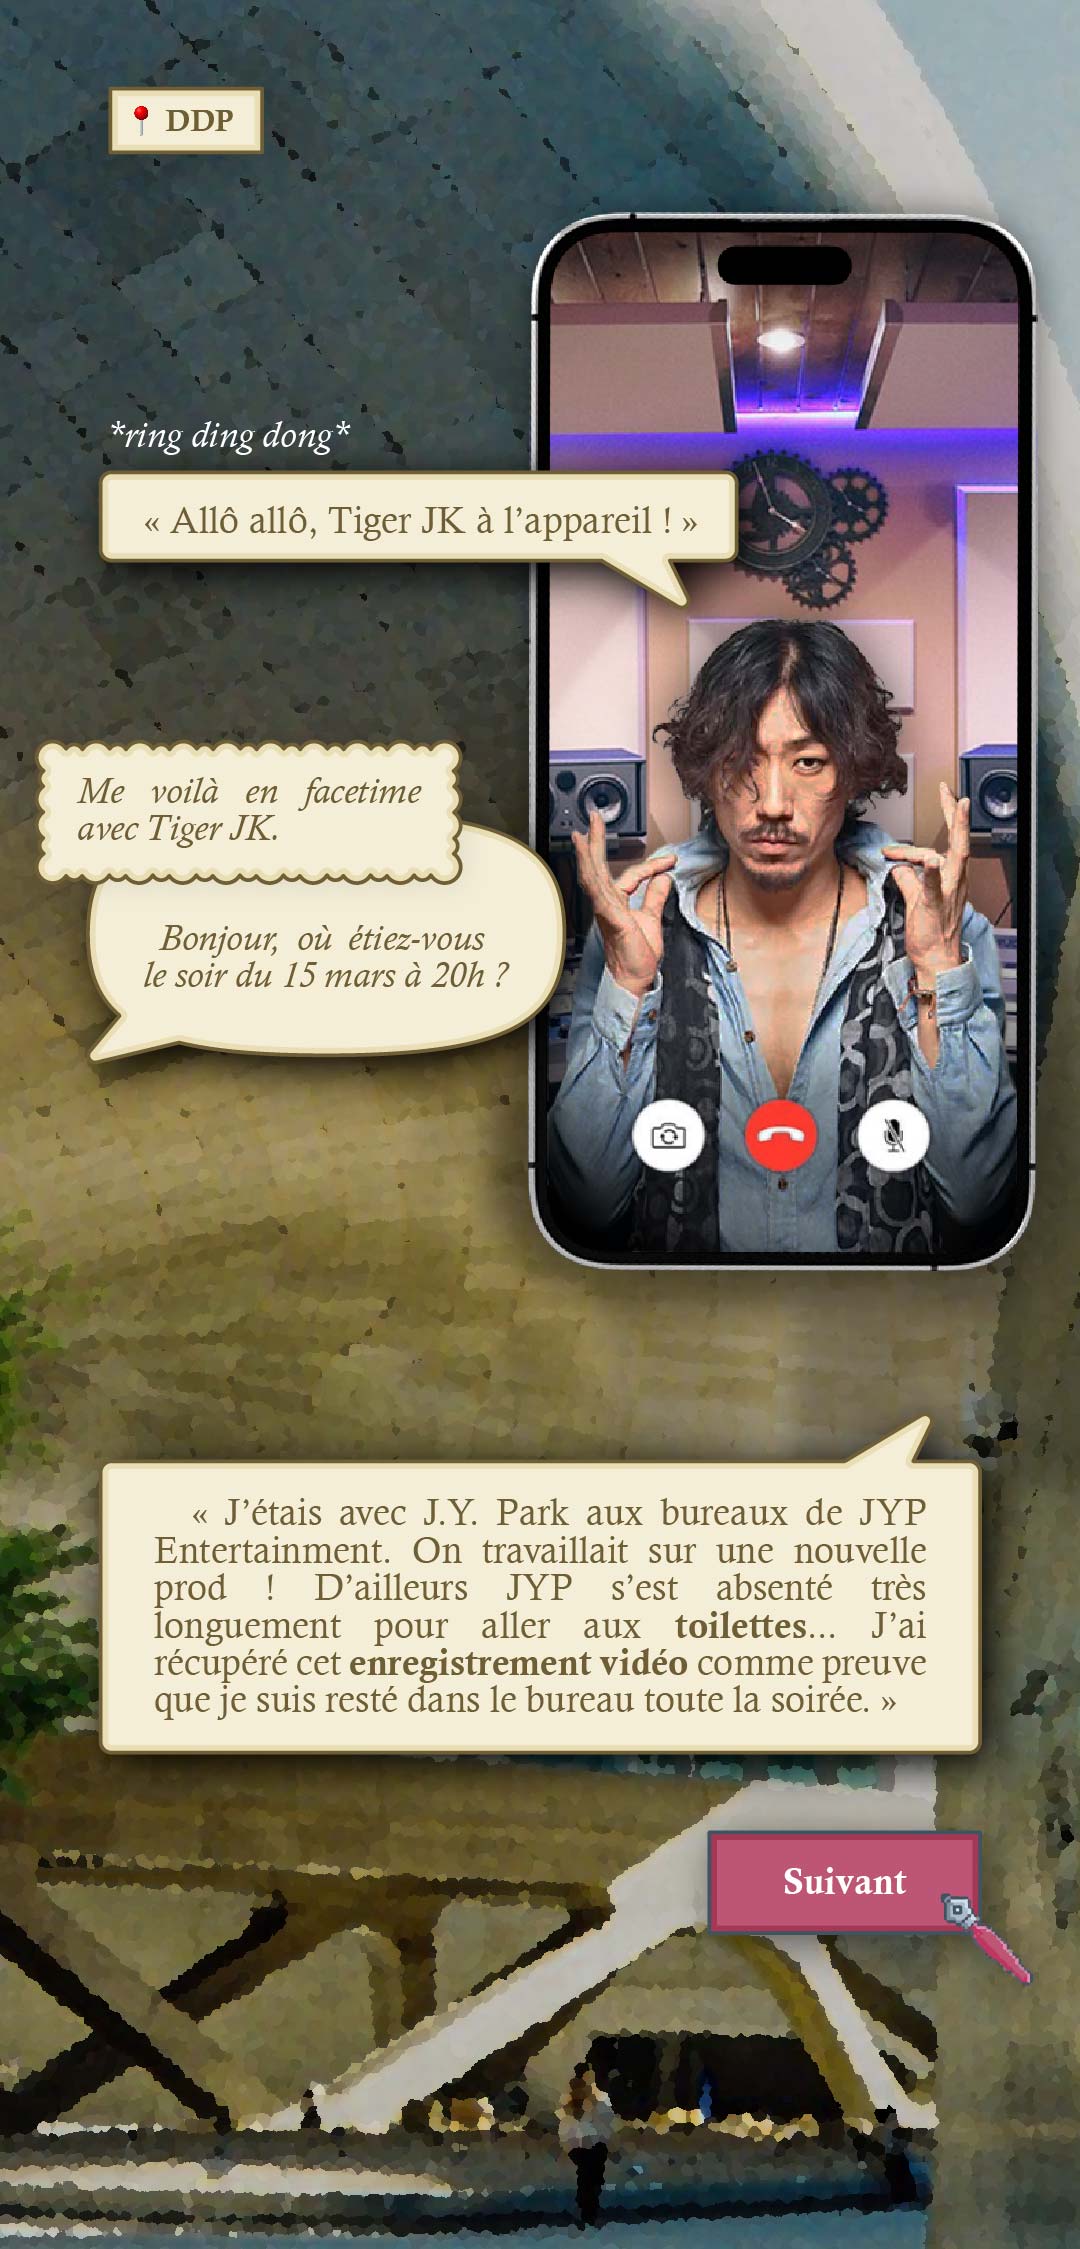 DDP
*ring ding dong*
« Allô allô, Tiger JK à l’appareil ! »
Me voilà en facetime
avec Tiger JK.
Bonjour, où étiez-vous
le soir du 15 mars à 20h ?
« J’étais avec J.Y. Park aux bureaux de JYP
Entertainment. On travaillait sur une nouvelle
prod ! D’ailleurs JYP s’est absenté très
longuement pour aller aux toilettes... J’ai
récupéré cet enregistrement vidéo comme preuve
que je suis resté dans le bureau toute la soirée. »
Suivant